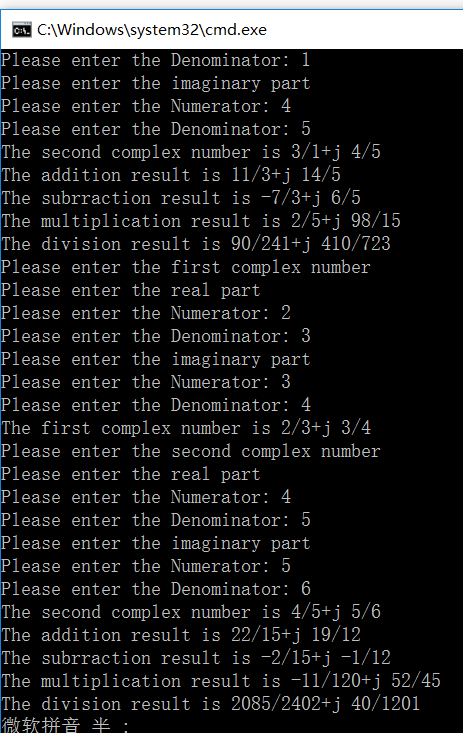 C:\Windows\system32\cmd.exe
Please enter the Denominator: 1
Please enter the imaginary part
Please enter the Numerator: 4
Please enter the Denominator: 5
The second complex number is 3/1+j 4/5
The addition result is 11/3+j 14/5
The subrraction result is -7/3+j 6/5
The multiplication result is 2/5+j 98/15
The division result is 90/241+j 410/723
Please enter the first complex number
Please enter the real part
Please enter the Numerator: 2
Please enter the Denominator: 3
Please enter the imaginary part
Please enter the Numerator: 3
Please enter the Denominator: 4
The first complex number is 2/3+j 3/4
Please enter the second complex number
Please enter the real part
Please enter the Numerator: 4
Please enter the Denominator: 5
Please enter the imaginary part
Please enter the Numerator: 5
Please enter the Denominator: 6
The second complex number is 4/5+j 5/6
The addition result is 22/15+j 19/12
The subrraction result is -2/15+j -1/12
The multiplication result is -11/120+j 52/45
The division result is 2085/2402+j 40/1201
微软拼音 半 :